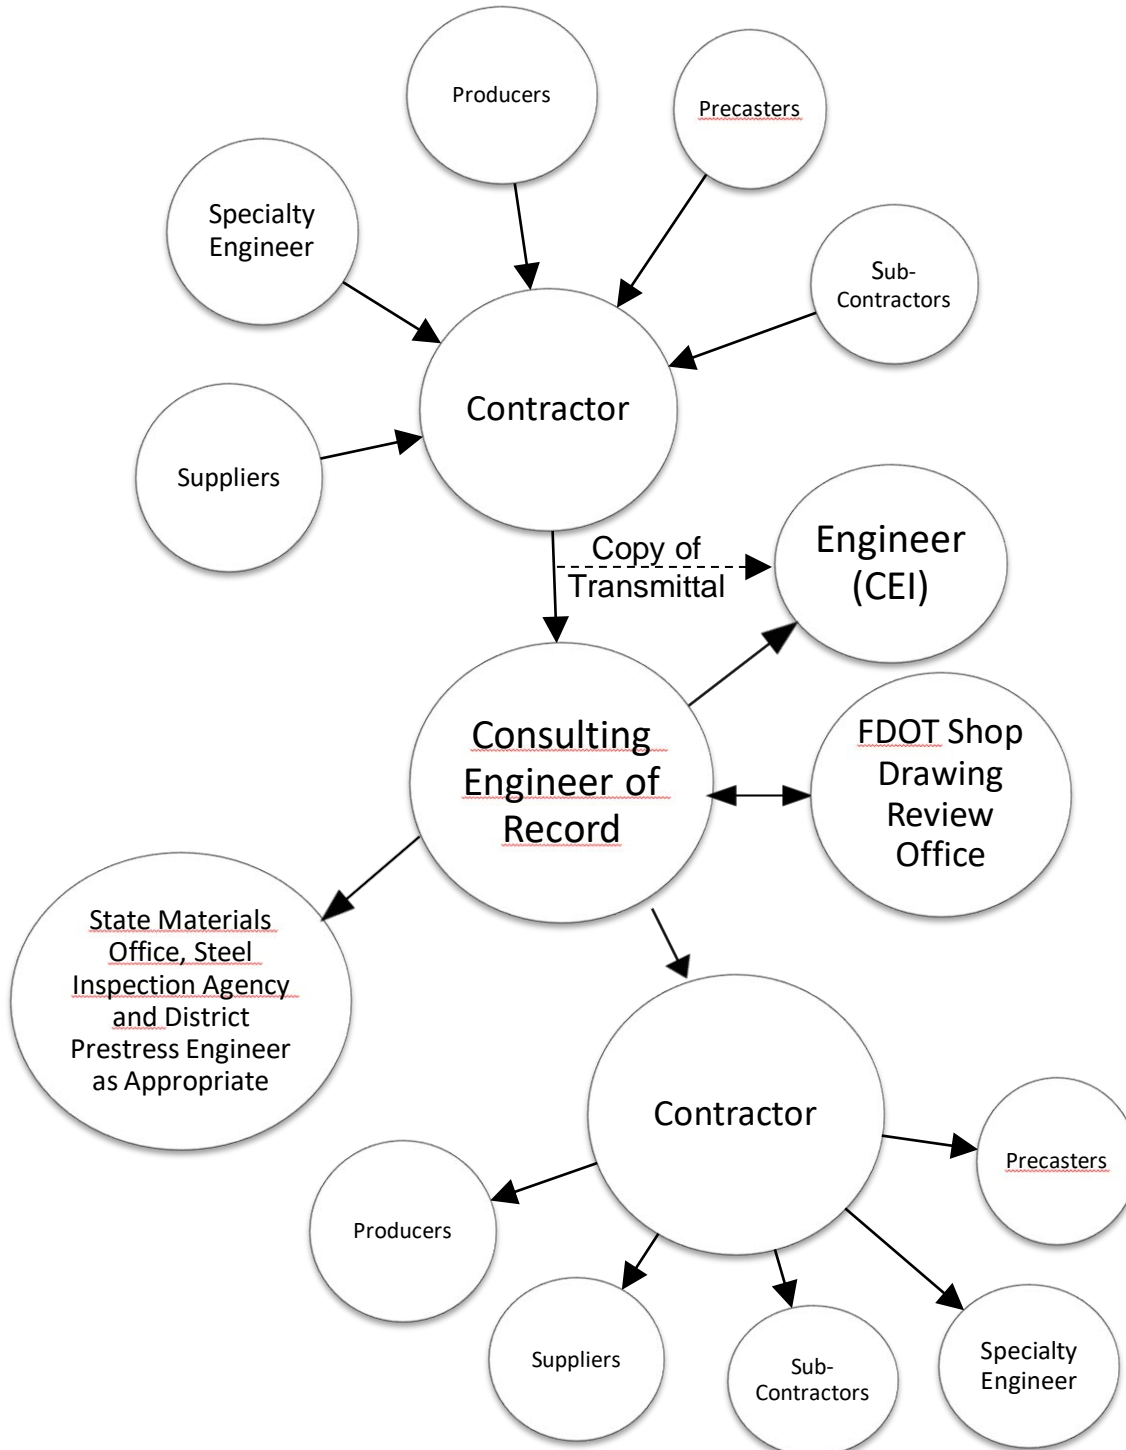 Producers
Precasters
Specialty
Engineer
Sub-
Contractors
Contractor
Suppliers
Copy of
Transmittal
Engineer
(CEI)
Consulting
Engineer of
Record
FDOT Shop
Drawing
Review
Office
State Materials
Office, Steel
Inspection Agency
and District
Prestress Engineer
as Appropriate
Contractor
Precasters
Producers
Suppliers
Sub-
Contractors
Specialty
Engineer